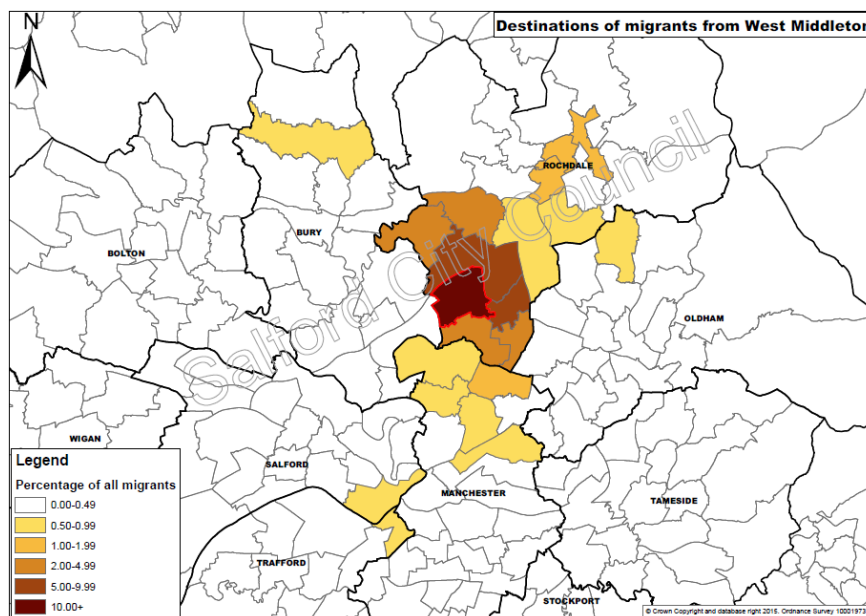 Destinations of migrants from West Middleton
N
ROCHDALE
BURY
BOLTON
Salford City Council
OLDHAM
WIGAN
SALFORD
MANCHESTER
TAMESIDE
TRAFFORD
STOCKPORT
Legend
Percentage of all migrants
0.00-0.49
0.50-0.99
1.00-1.99
2.00-4.99
5.00-9.99
10.00+
© Crown Copyright and database right 2016. Ordnance Survey 10001973